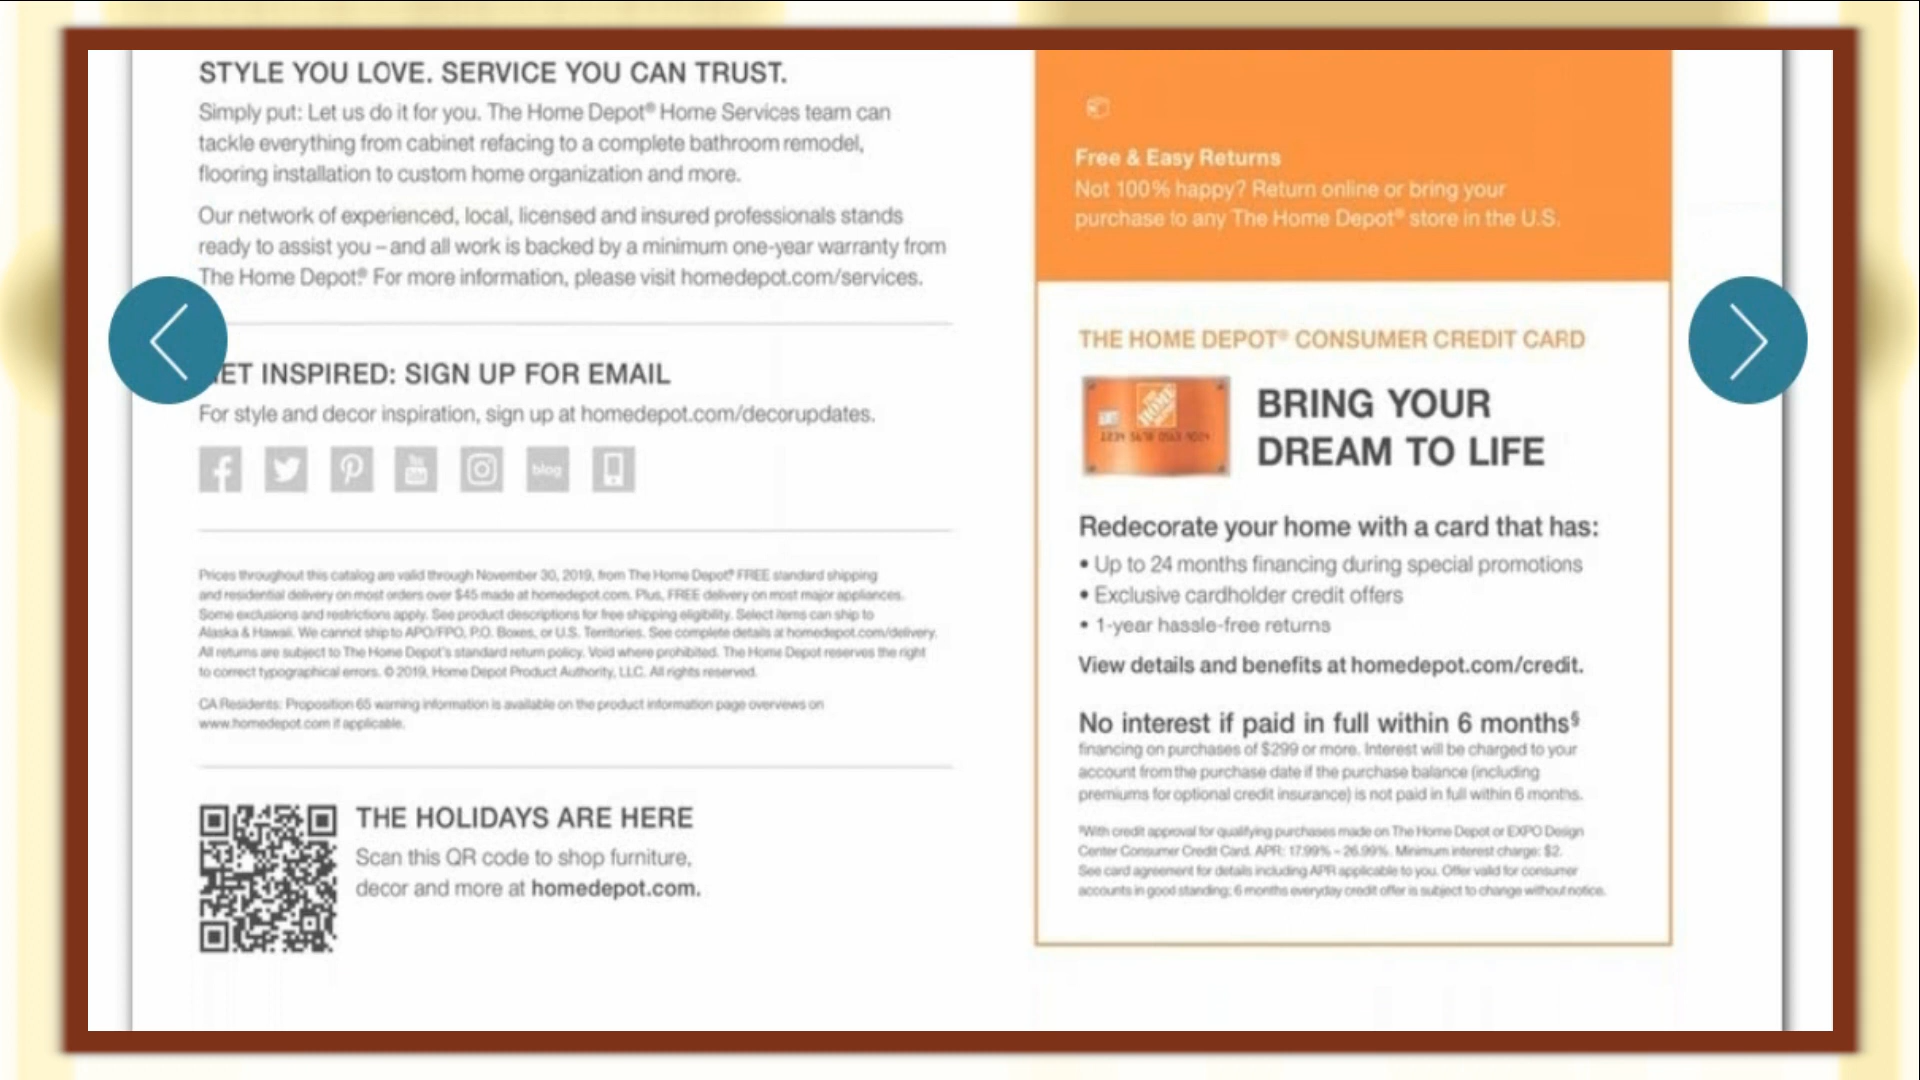 STYLE YOU LOVE. SERVICE YOU CAN TRUST.
Simply put: Let us do it for you. The Home Depot® Home Services team can
tackle everything from cabinet refacing to a complete bathroom remodel,
flooring installation to custom home organization and more.
Our network of experienced, local, licensed and insured professionals stands
ready to assist you – and all work is backed by a minimum one-year warranty from
The Home Depot.® For more information, please visit homedepot.com/services.
ET INSPIRED: SIGN UP FOR EMAIL
For style and decor inspiration, sign up at homedepot.com/decorupdates.
You Tube
blog
Prices throughout this catalog are valid through November 30, 2019, from The Home Depot.® FREE standard shipping
and residential delivery on most orders over $45 made at homedepot.com. Plus, FREE delivery on most major appliances.
Some exclusions and restrictions apply. See product descriptions for free shipping eligibility. Select items can ship to
Alaska & Hawaii. We cannot ship to APO/FPO, P.O. Boxes, or U.S. Territories. See complete details at homedepot.com/delivery.
All returns are subject to The Home Depot's standard return policy. Void where prohibited. The Home Depot reserves the right
to correct typographical errors. © 2019, Home Depot Product Authority, LLC. All rights reserved.
CA Residents: Proposition 65 warning information is available on the product information page overviews on
www.homedepot.com if applicable.
THE HOLIDAYS ARE HERE
Scan this QR code to shop furniture,
decor and more at homedepot.com.
Free & Easy Returns
Not 100% happy? Return online or bring your
purchase to any The Home Depot® store in the U.S.
THE HOME DEPOT® CONSUMER CREDIT CARD
BRING YOUR
DREAM TO LIFE
Redecorate your home with a card that has:
• Up to 24 months financing during special promotions
• Exclusive cardholder credit offers
• 1-year hassle-free returns
View details and benefits at homedepot.com/credit.
No interest if paid in full within 6 months§
financing on purchases of $299 or more. Interest will be charged to your
account from the purchase date if the purchase balance (including
premiums for optional credit insurance) is not paid in full within 6 months.
§With credit approval for qualifying purchases made on The Home Depot or EXPO Design
Center Consumer Credit Card. APR: 17.99% – 26.99%. Minimum interest charge: $2.
See card agreement for details including APR applicable to you. Offer valid for consumer
accounts in good standing; 6 months everyday credit offer is subject to change without notice.